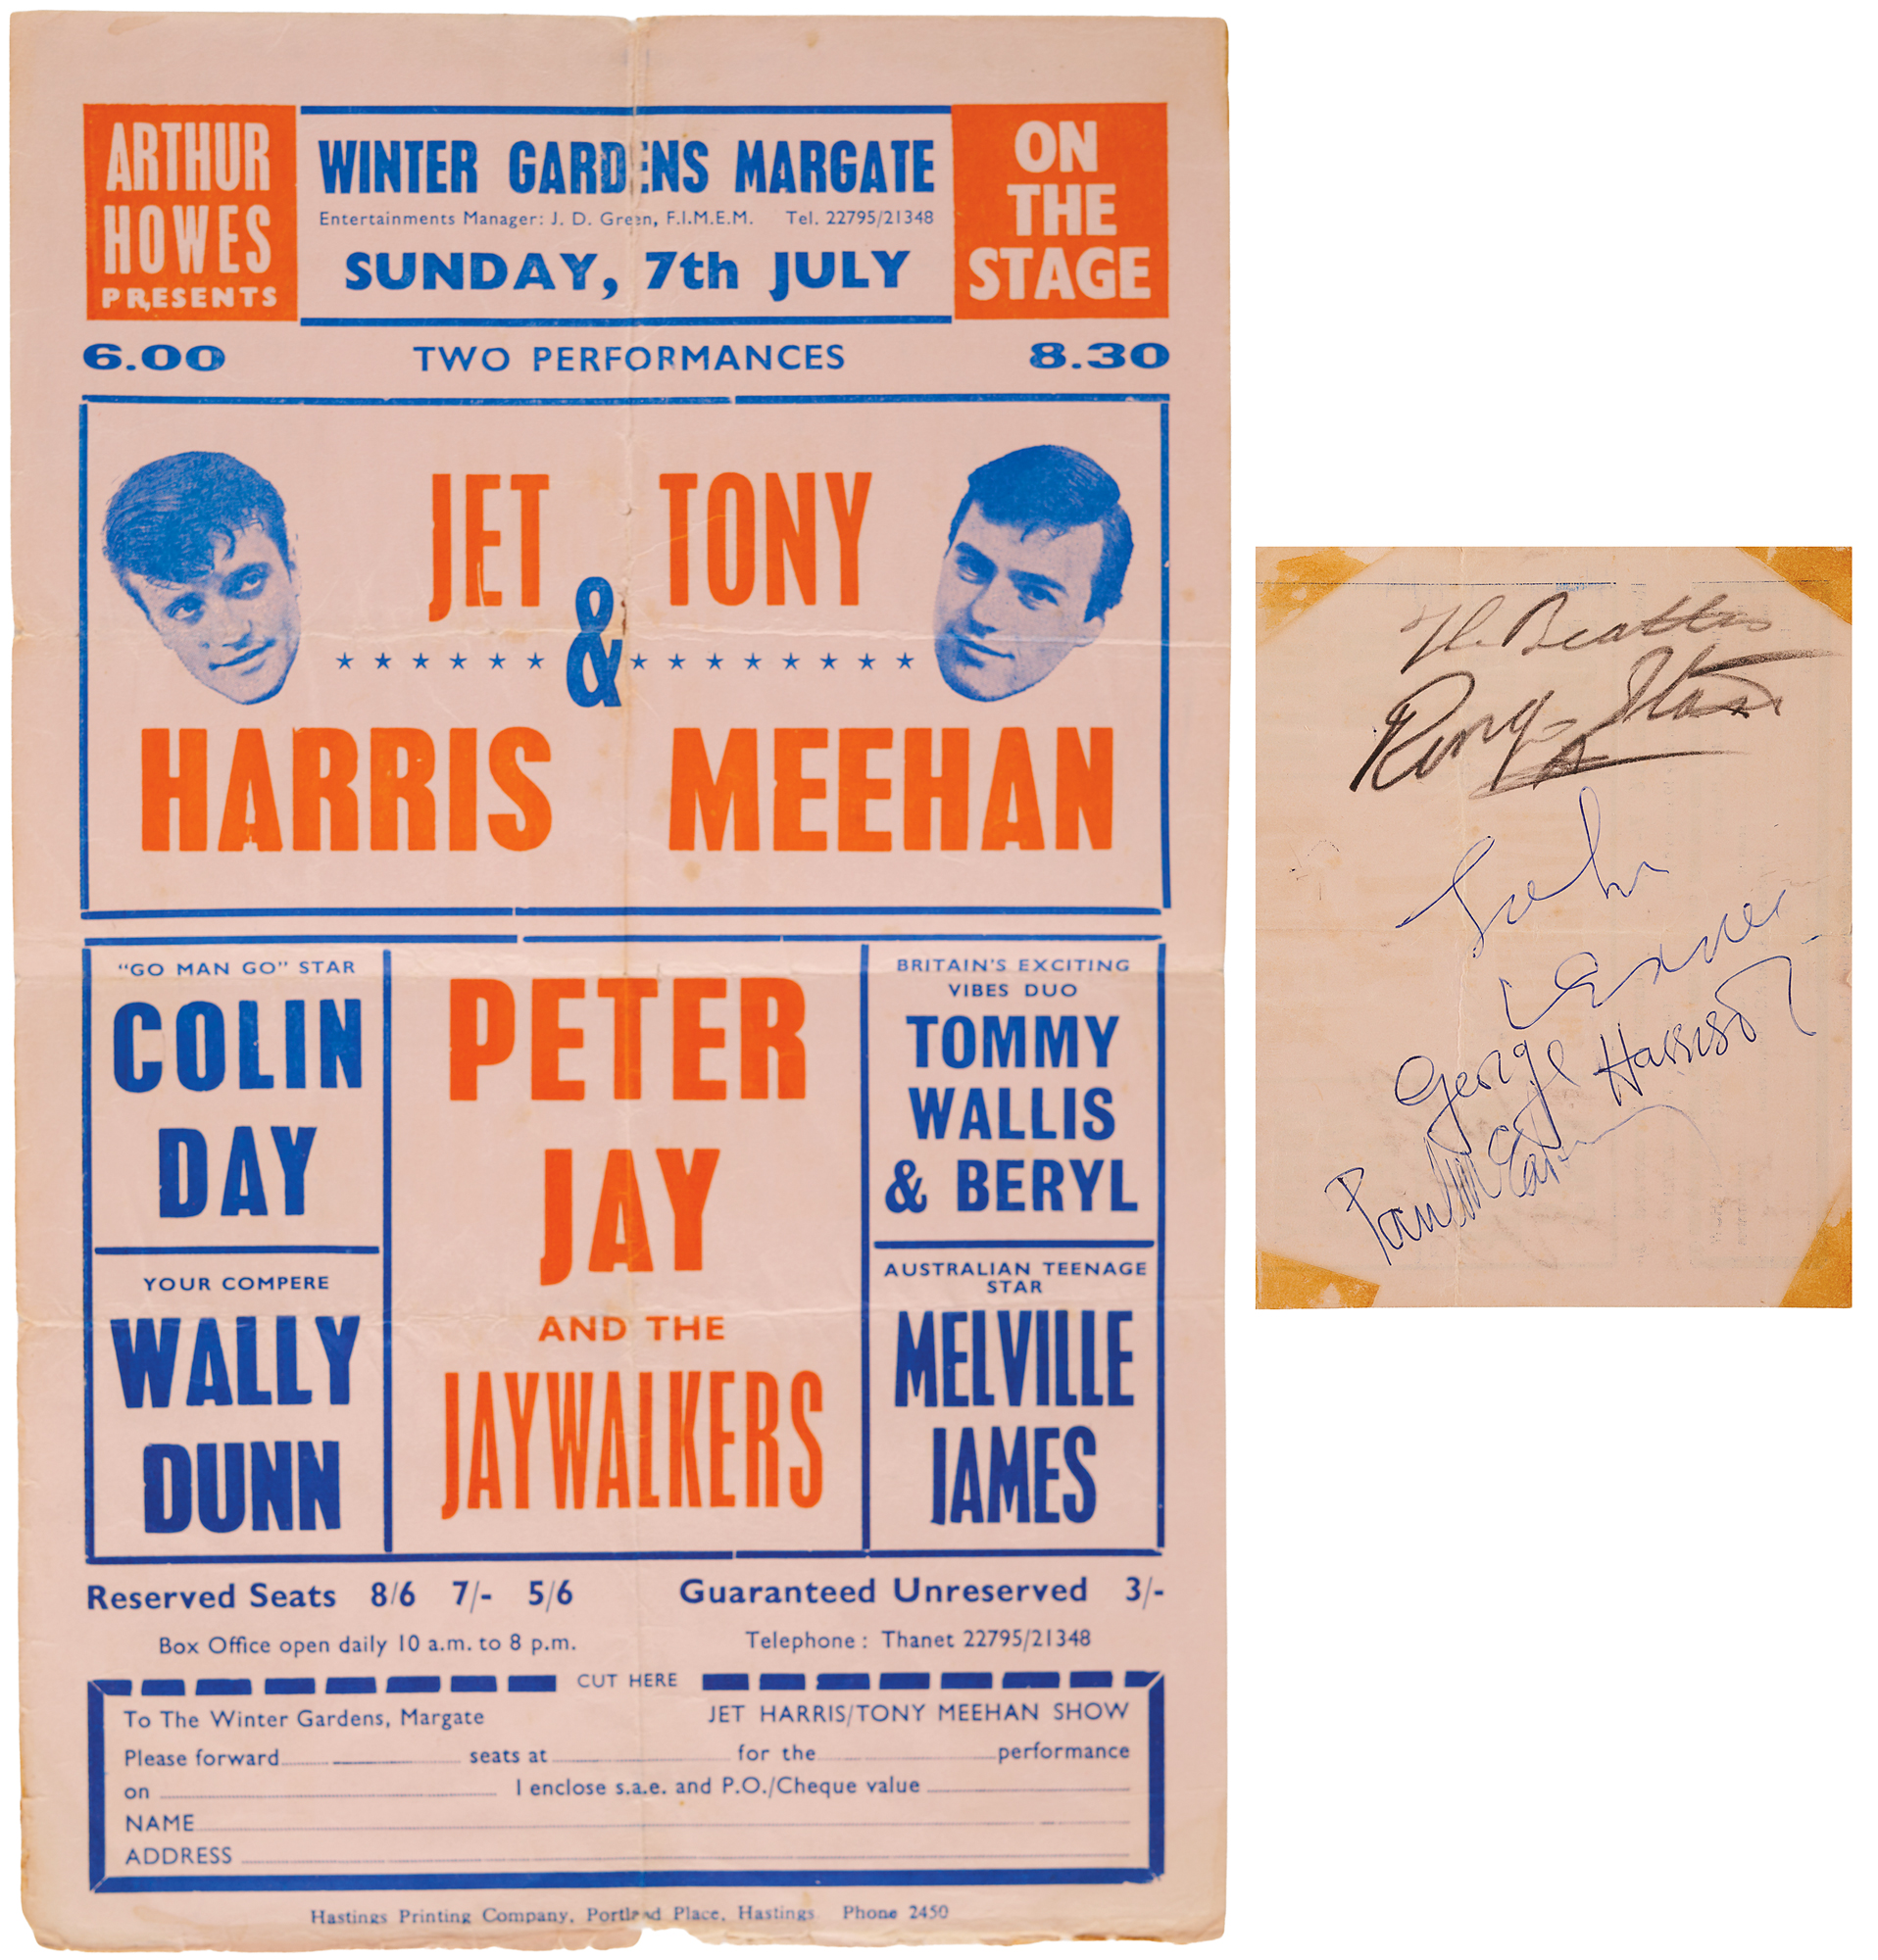 ARTHUR
HOWES
PRESENTS
WINTER GARDENS MARGATE
Entertainments Manager: J. D. Green, F.I.M.E.M. Tel. 22795/21348
SUNDAY, 7th JULY
ON
THE
STAGE
6.00 TWO PERFORMANCES 8.30
JET & TONY
HARRIS MEEHAN
"GO MAN GO" STAR
COLIN
DAY
YOUR COMPERE
WALLY
DUNN
PETER
JAY
AND THE
JAYWALKERS
BRITAIN'S EXCITING
VIBES DUO
TOMMY
WALLIS
& BERYL
AUSTRALIAN TEENAGE
STAR
MELVILLE
JAMES
Reserved Seats 8/6 7/- 5/6 Guaranteed Unreserved 3/-
Box Office open daily 10 a.m. to 8 p.m. Telephone : Thanet 22795/21348
CUT HERE
To The Winter Gardens, Margate JET HARRIS/TONY MEEHAN SHOW
Please forward seats at for the performance
on I enclose s.a.e. and P.O./Cheque value
NAME
ADDRESS
Hastings Printing Company, Portland Place, Hastings Phone 2450
The Beatles
Ringo Starr
John
Lennon
George Harrison
Paul McCartney